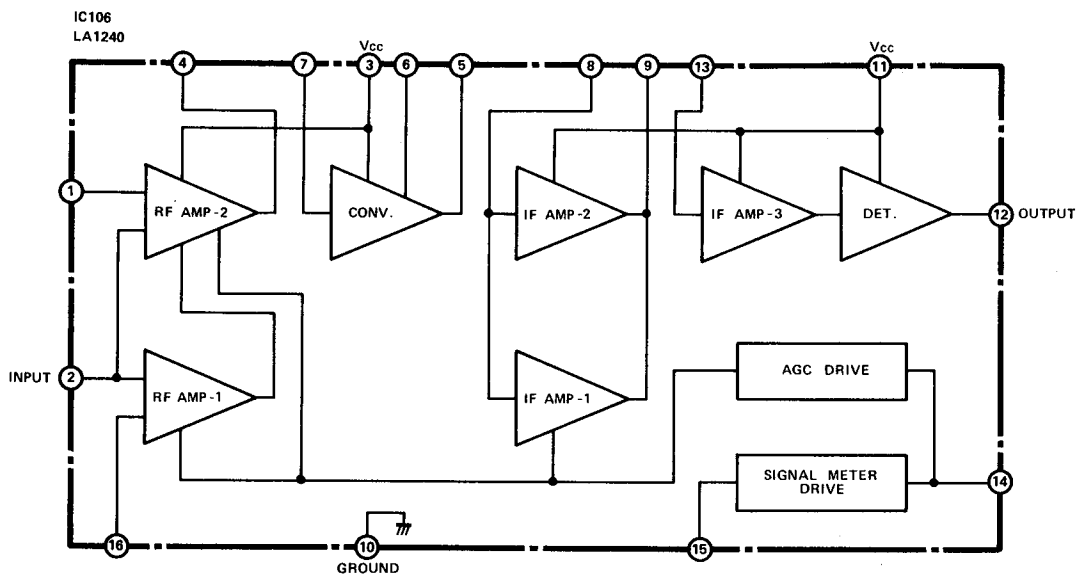 IC106
LA1240
Vcc
Vcc
4
7
3
6
5
8
9
13
11
1
RF AMP-2
CONV.
IF AMP-2
IF AMP-3
DET.
12 OUTPUT
INPUT 2
RF AMP-1
IF AMP-1
AGC DRIVE
SIGNAL METER
DRIVE
14
16
10
15
GROUND